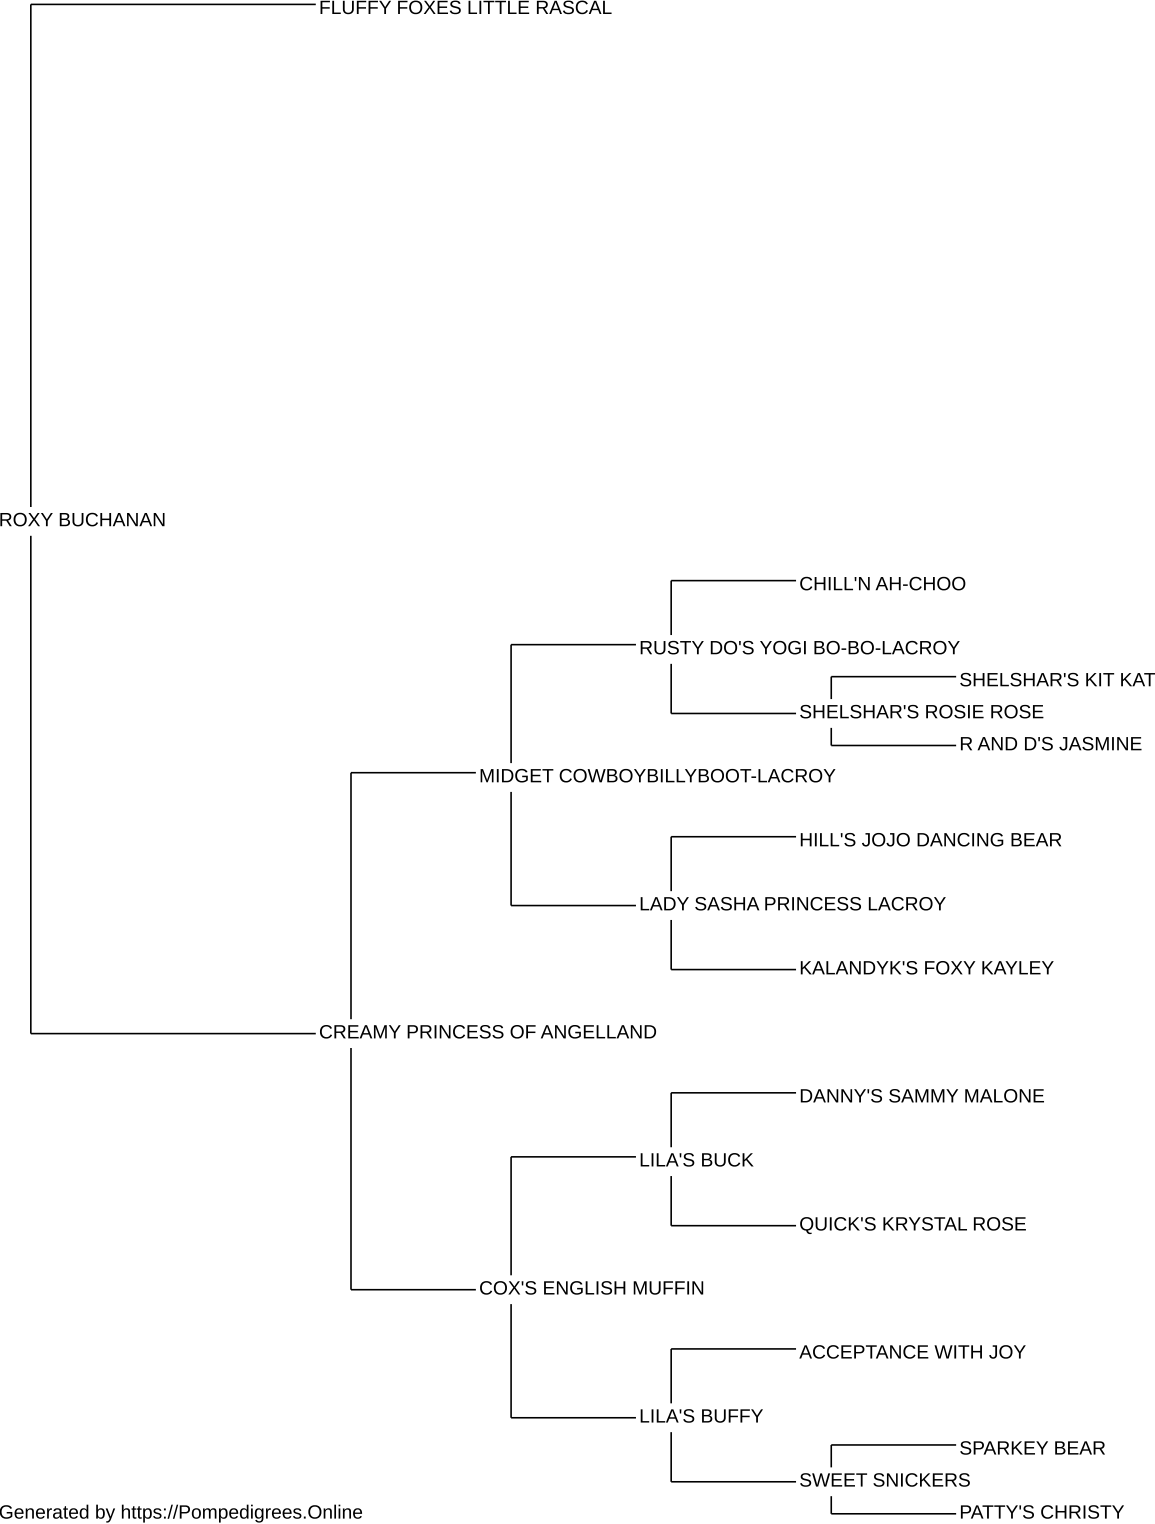 FLUFFY FOXES LITTLE RASCAL
ROXY BUCHANAN
CHILL'N AH-CHOO
RUSTY DO'S YOGI BO-BO-LACROY
SHELSHAR'S KIT KAT
SHELSHAR'S ROSIE ROSE
R AND D'S JASMINE
MIDGET COWBOYBILLYBOOT-LACROY
HILL'S JOJO DANCING BEAR
LADY SASHA PRINCESS LACROY
KALANDYK'S FOXY KAYLEY
CREAMY PRINCESS OF ANGELLAND
DANNY'S SAMMY MALONE
LILA'S BUCK
QUICK'S KRYSTAL ROSE
COX'S ENGLISH MUFFIN
ACCEPTANCE WITH JOY
LILA'S BUFFY
SPARKEY BEAR
SWEET SNICKERS
PATTY'S CHRISTY
Generated by https://Pompedigrees.Online